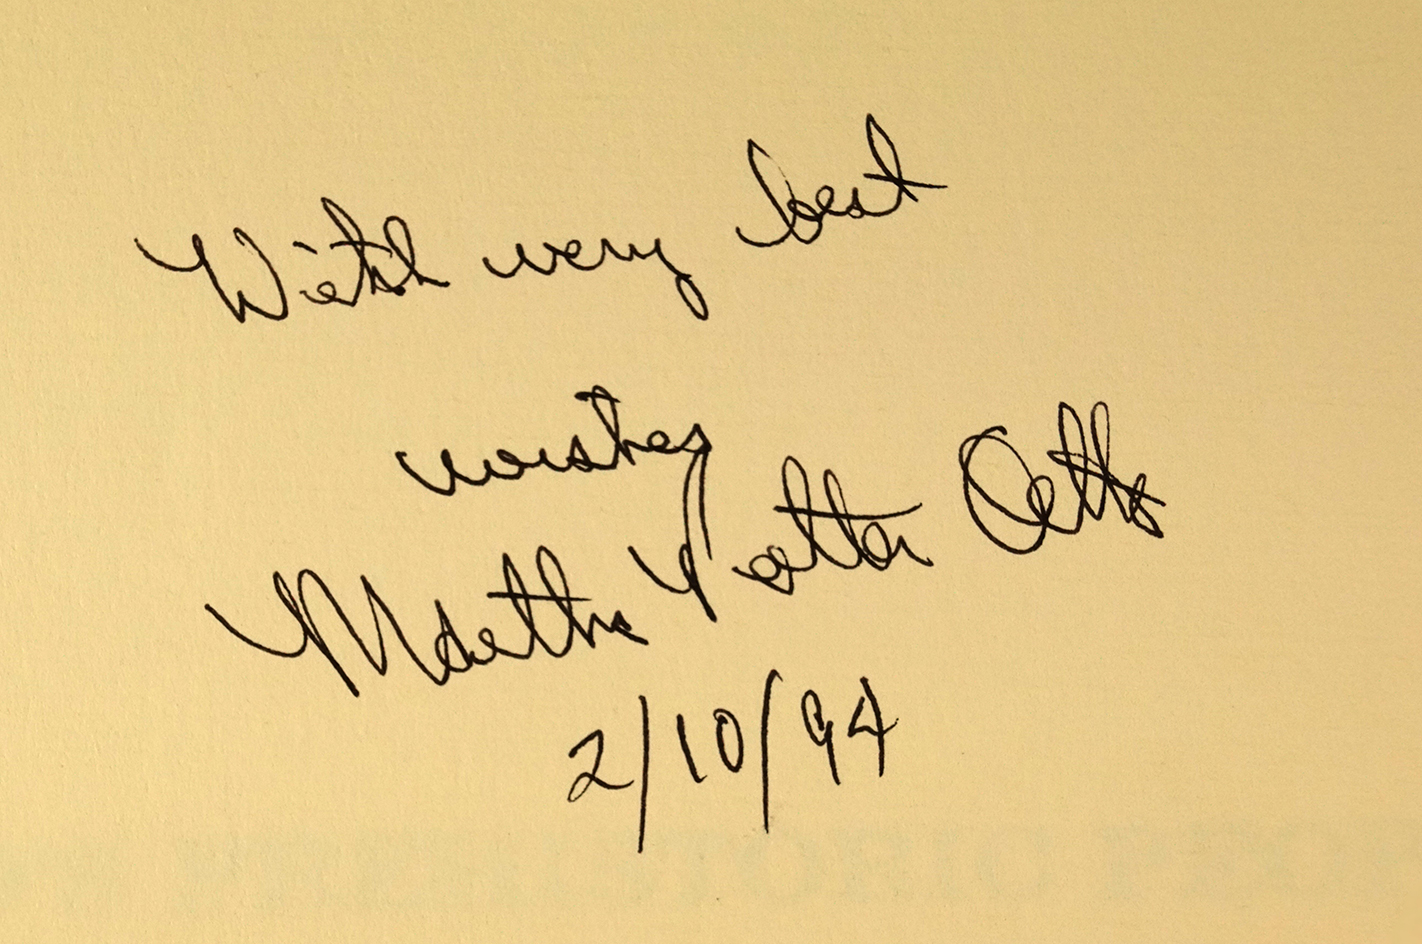 With very best
wishes
Martha Potter Otto
2/10/94